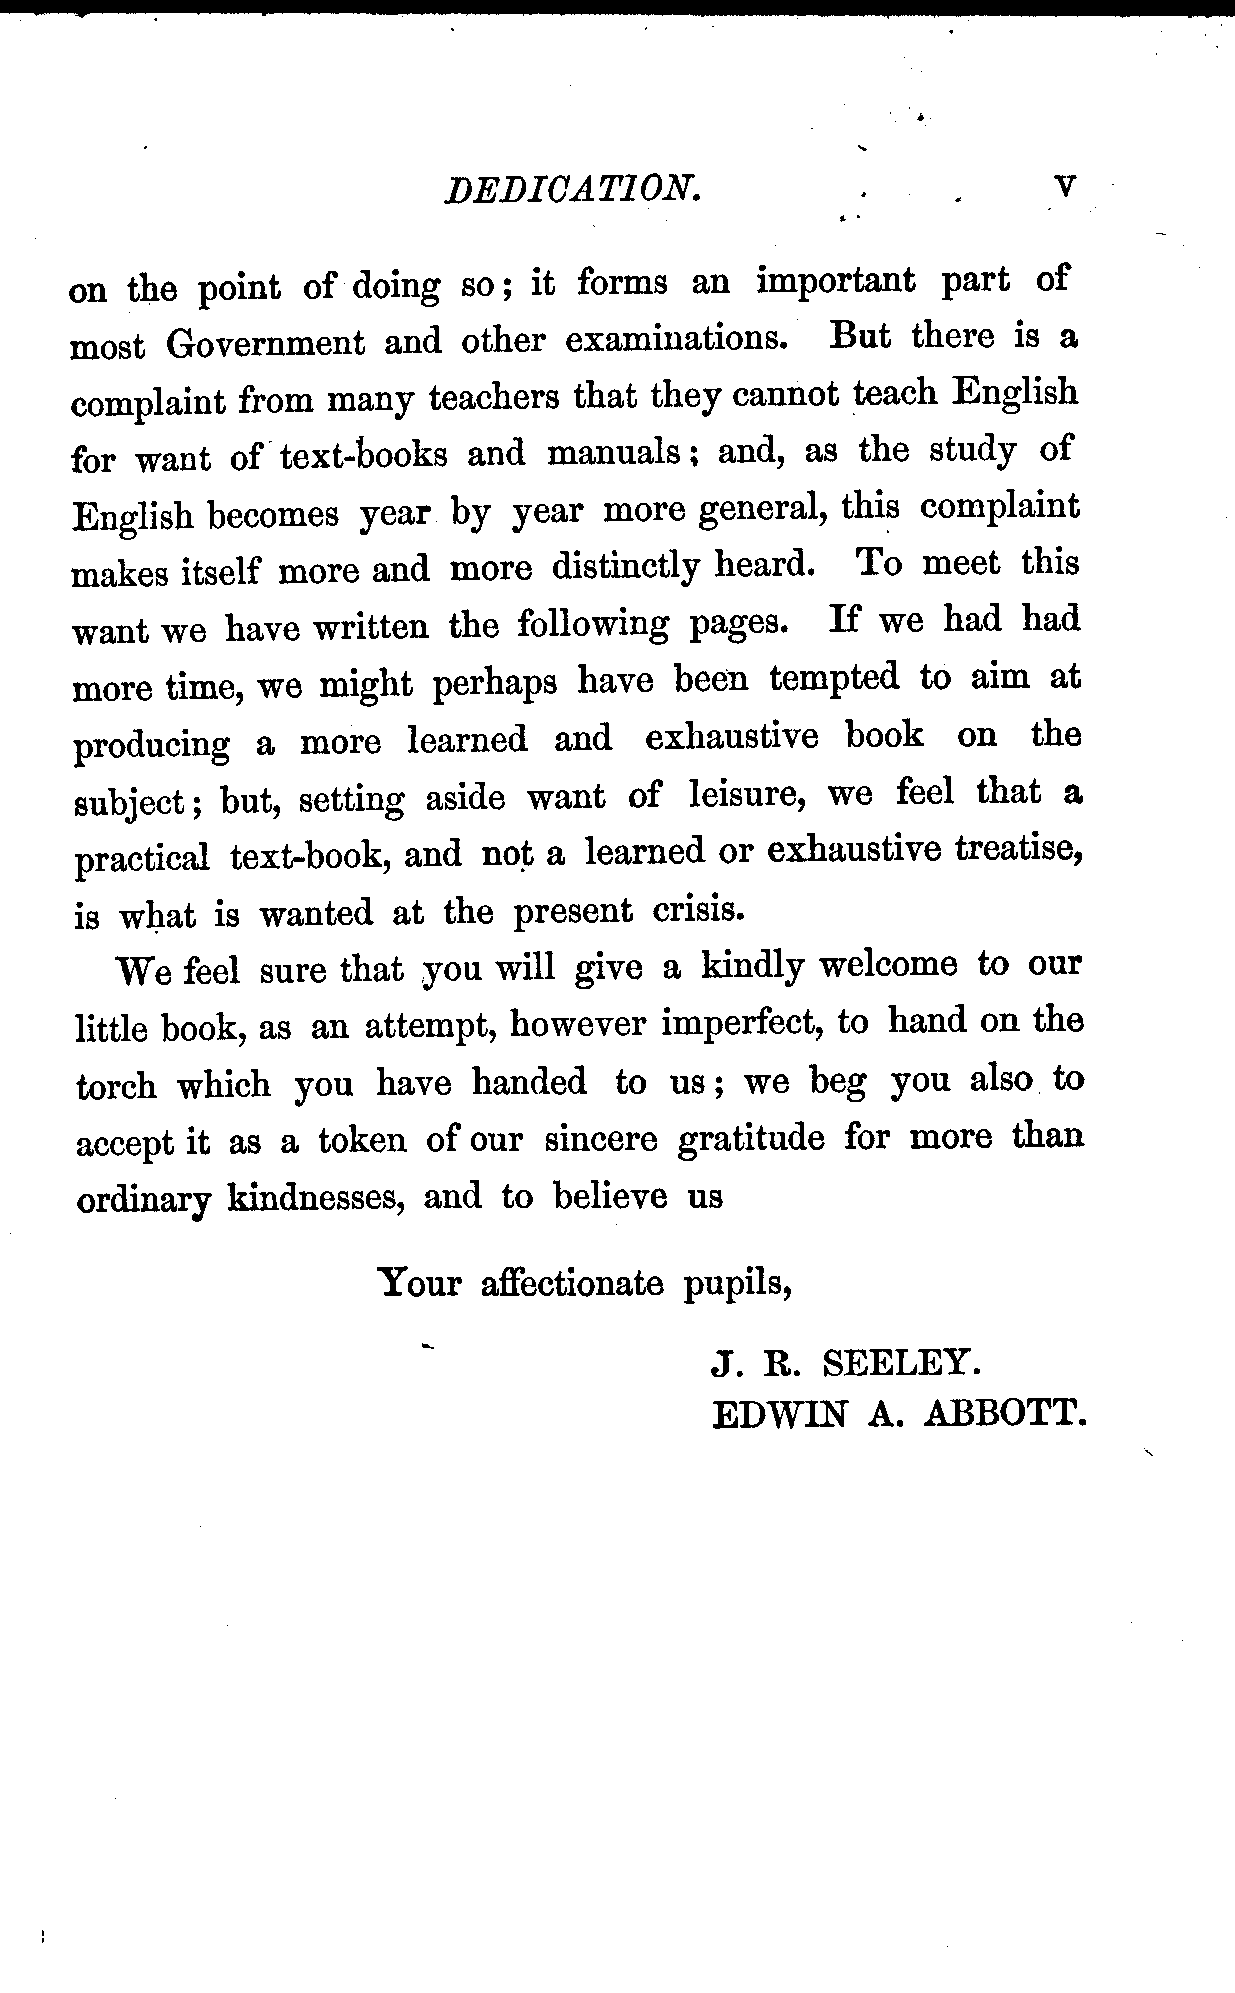 DEDICATION. v
on the point of doing so; it forms an important part of
most Government and other examinations. But there is a
complaint from many teachers that they cannot teach English
for want of text-books and manuals; and, as the study of
English becomes year by year more general, this complaint
makes itself more and more distinctly heard. To meet this
want we have written the following pages. If we had had
more time, we might perhaps have been tempted to aim at
producing a more learned and exhaustive book on the
subject; but, setting aside want of leisure, we feel that a
practical text-book, and not a learned or exhaustive treatise,
is what is wanted at the present crisis.
We feel sure that you will give a kindly welcome to our
little book, as an attempt, however imperfect, to hand on the
torch which you have handed to us; we beg you also to
accept it as a token of our sincere gratitude for more than
ordinary kindnesses, and to believe us
Your affectionate pupils,
J. R. SEELEY.
EDWIN A. ABBOTT.